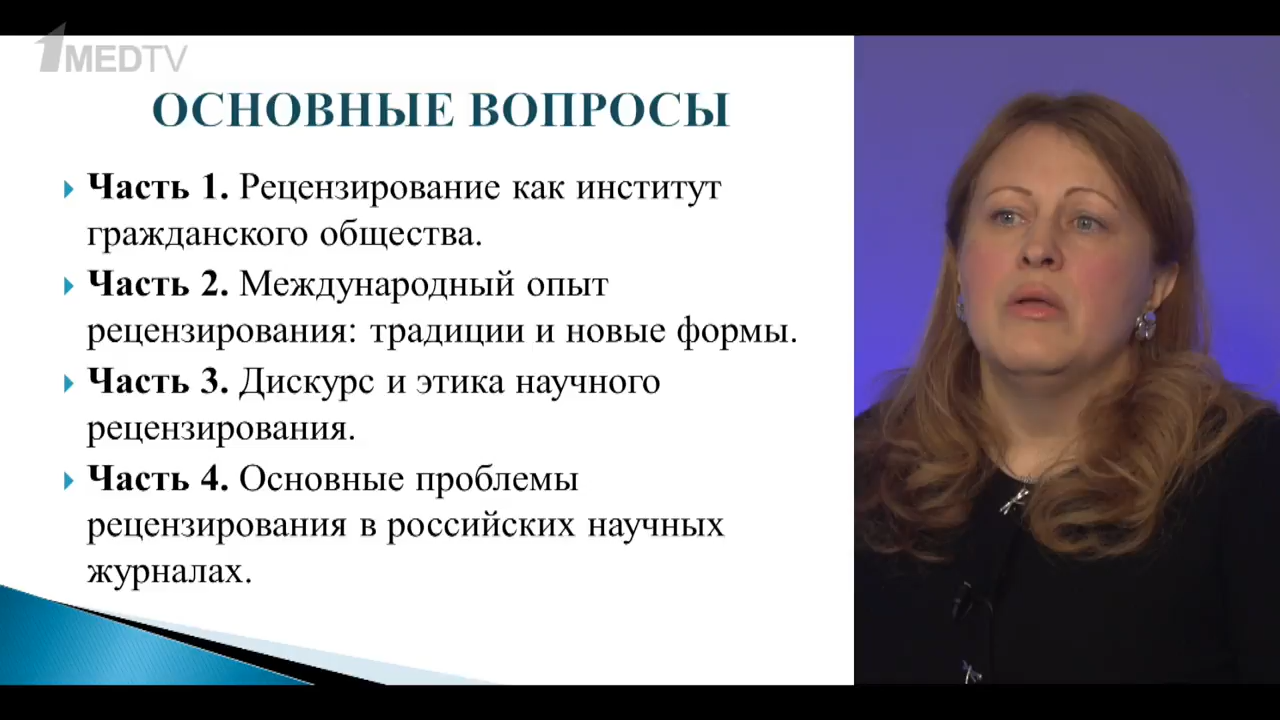 1MEDTV
ОСНОВНЫЕ ВОПРОСЫ
Часть 1. Рецензирование как институт
гражданского общества.
Часть 2. Международный опыт
рецензирования: традиции и новые формы.
Часть 3. Дискурс и этика научного
рецензирования.
Часть 4. Основные проблемы
рецензирования в российских научных
журналах.